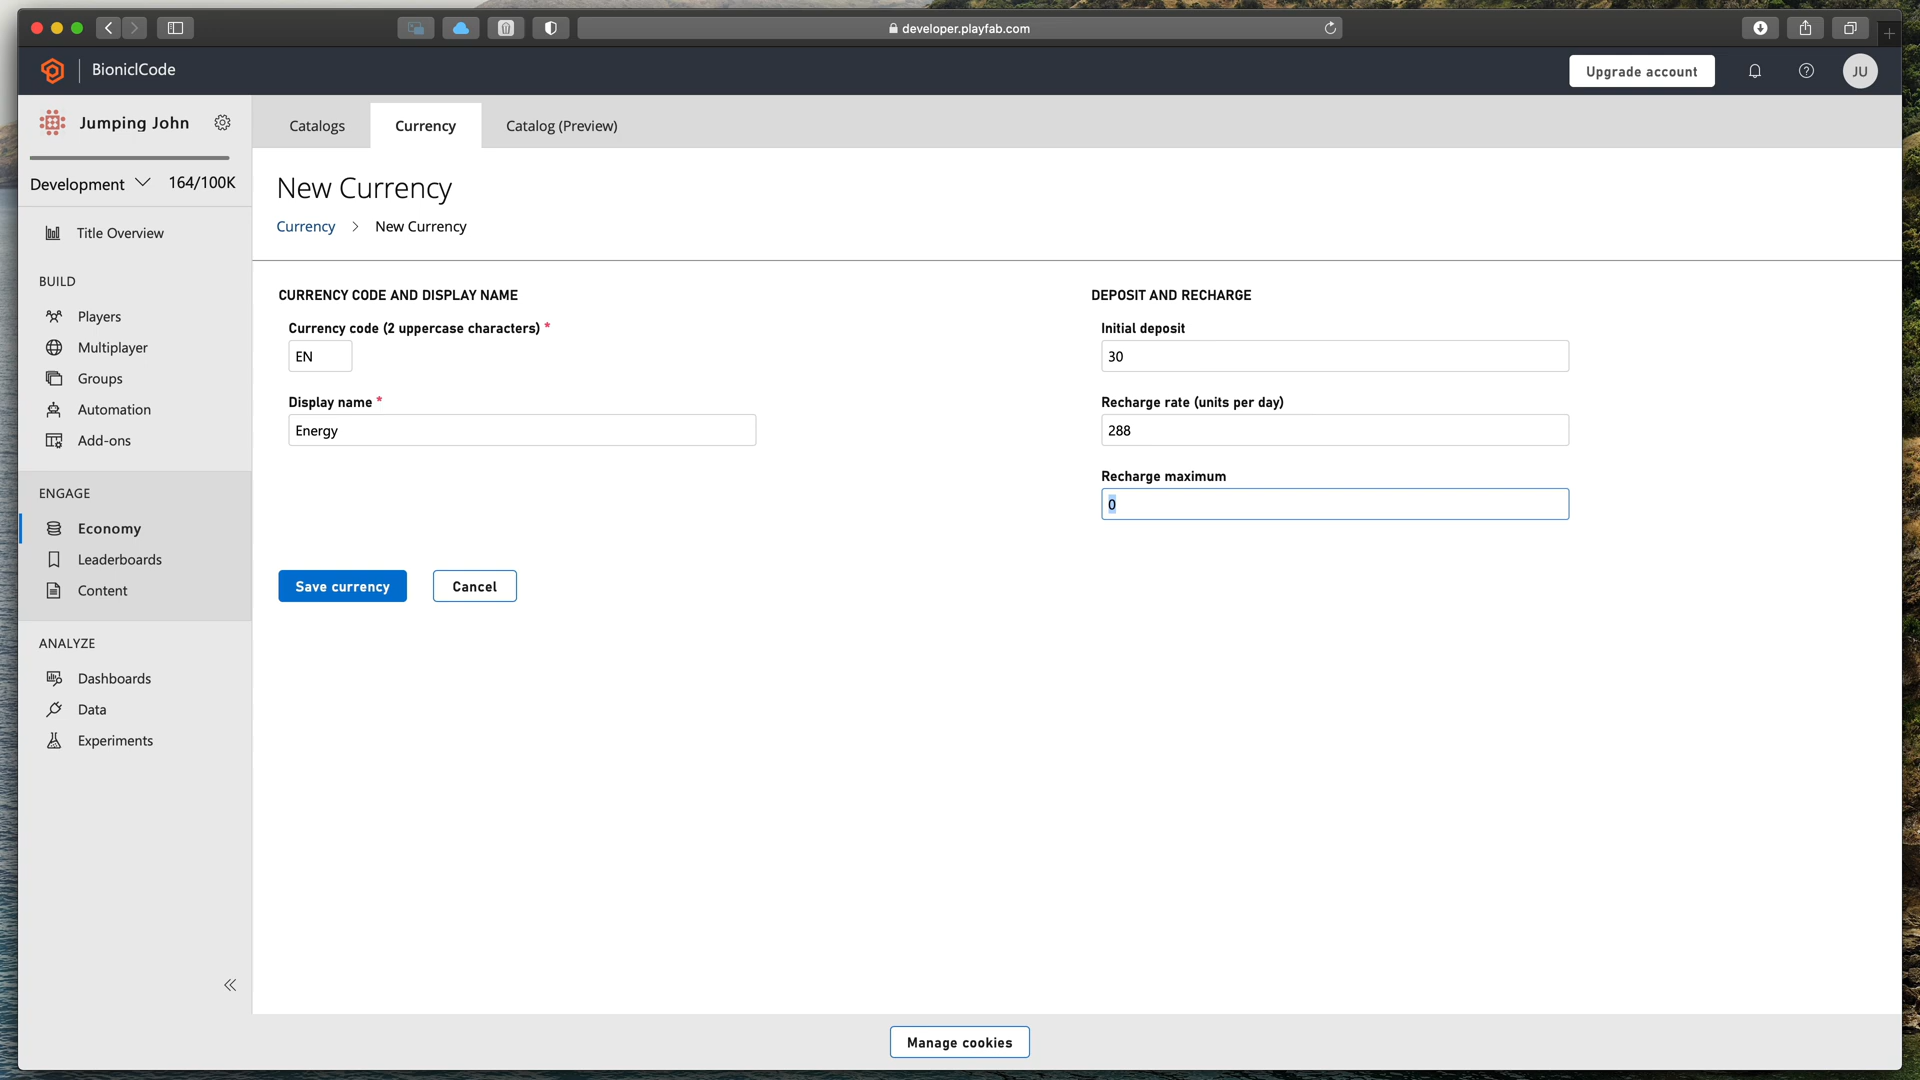 developer.playfab.com
BioniclCode
Upgrade account
JU
Jumping John
Development 164/100K
Title Overview
BUILD
Players
Multiplayer
Groups
Automation
Add-ons
ENGAGE
Economy
Leaderboards
Content
ANALYZE
Dashboards
Data
Experiments
Catalogs
Currency
Catalog (Preview)
New Currency
Currency > New Currency
CURRENCY CODE AND DISPLAY NAME
Currency code (2 uppercase characters) *
EN
Display name *
Energy
DEPOSIT AND RECHARGE
Initial deposit
30
Recharge rate (units per day)
288
Recharge maximum
0
Save currency
Cancel
Manage cookies